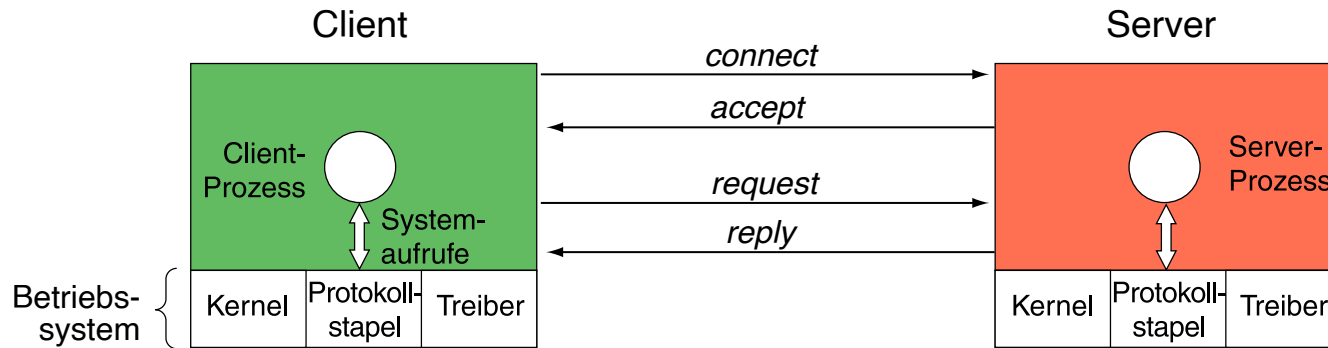 Client
Server
connect
accept
Client-
Prozess
Server-
Prozess
request
System-
aufrufe
reply
Betriebs-
system
Kernel
Protokoll-
stapel
Treiber
Kernel
Protokoll-
stapel
Treiber